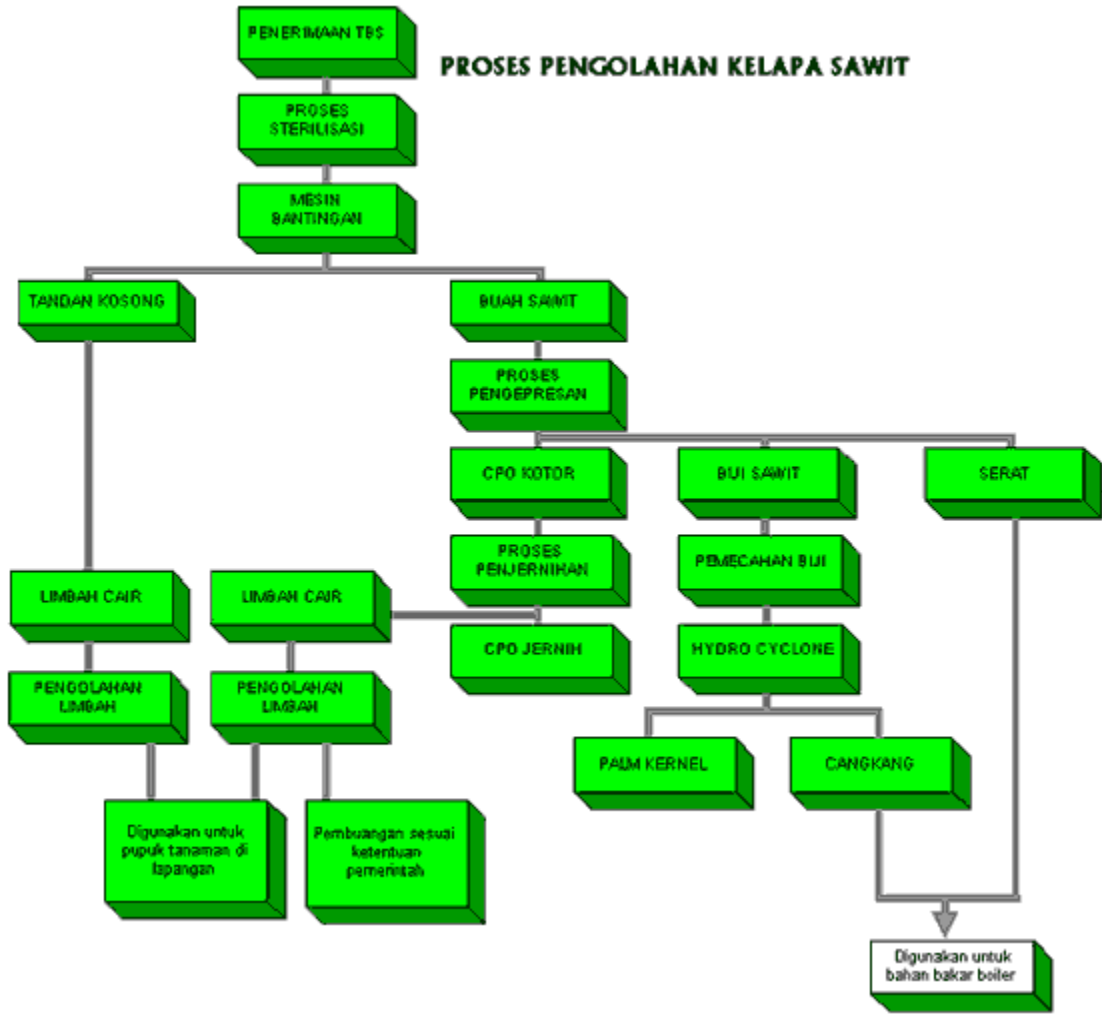 PENERIMAAN TBS
PROSES PENGOLAHAN KELAPA SAWIT
PROSES
STERILISASI
MESIN
BANTINGAN
TANDAN KOSONG
BUAH SAWIT
PROSES
PENGEPRESAN
CPO KOTOR
BIJI SAWIT
SERAT
PROSES
PENJERNIHAN
PEMECAHAN BIJI
LIMBAH CAIR
LIMBAH CAIR
CPO JERNIH
HYDRO CYCLONE
PENGOLAHAN
LIMBAH
PENGOLAHAN
LIMBAH
PALM KERNEL
CANGKANG
Digunakan untuk
pupuk tanaman di
lapangan
Pembuangan sesuai
ketentuan
pemerintah
Digunakan untuk
bahan bakar boiler